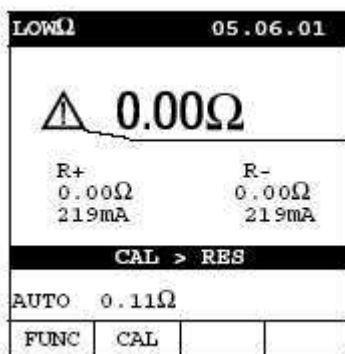 LOWΩ 05.06.01
0.00Ω
R+ R-
0.00Ω 0.00Ω
219mA 219mA
CAL > RES
AUTO 0.11Ω
FUNC CAL